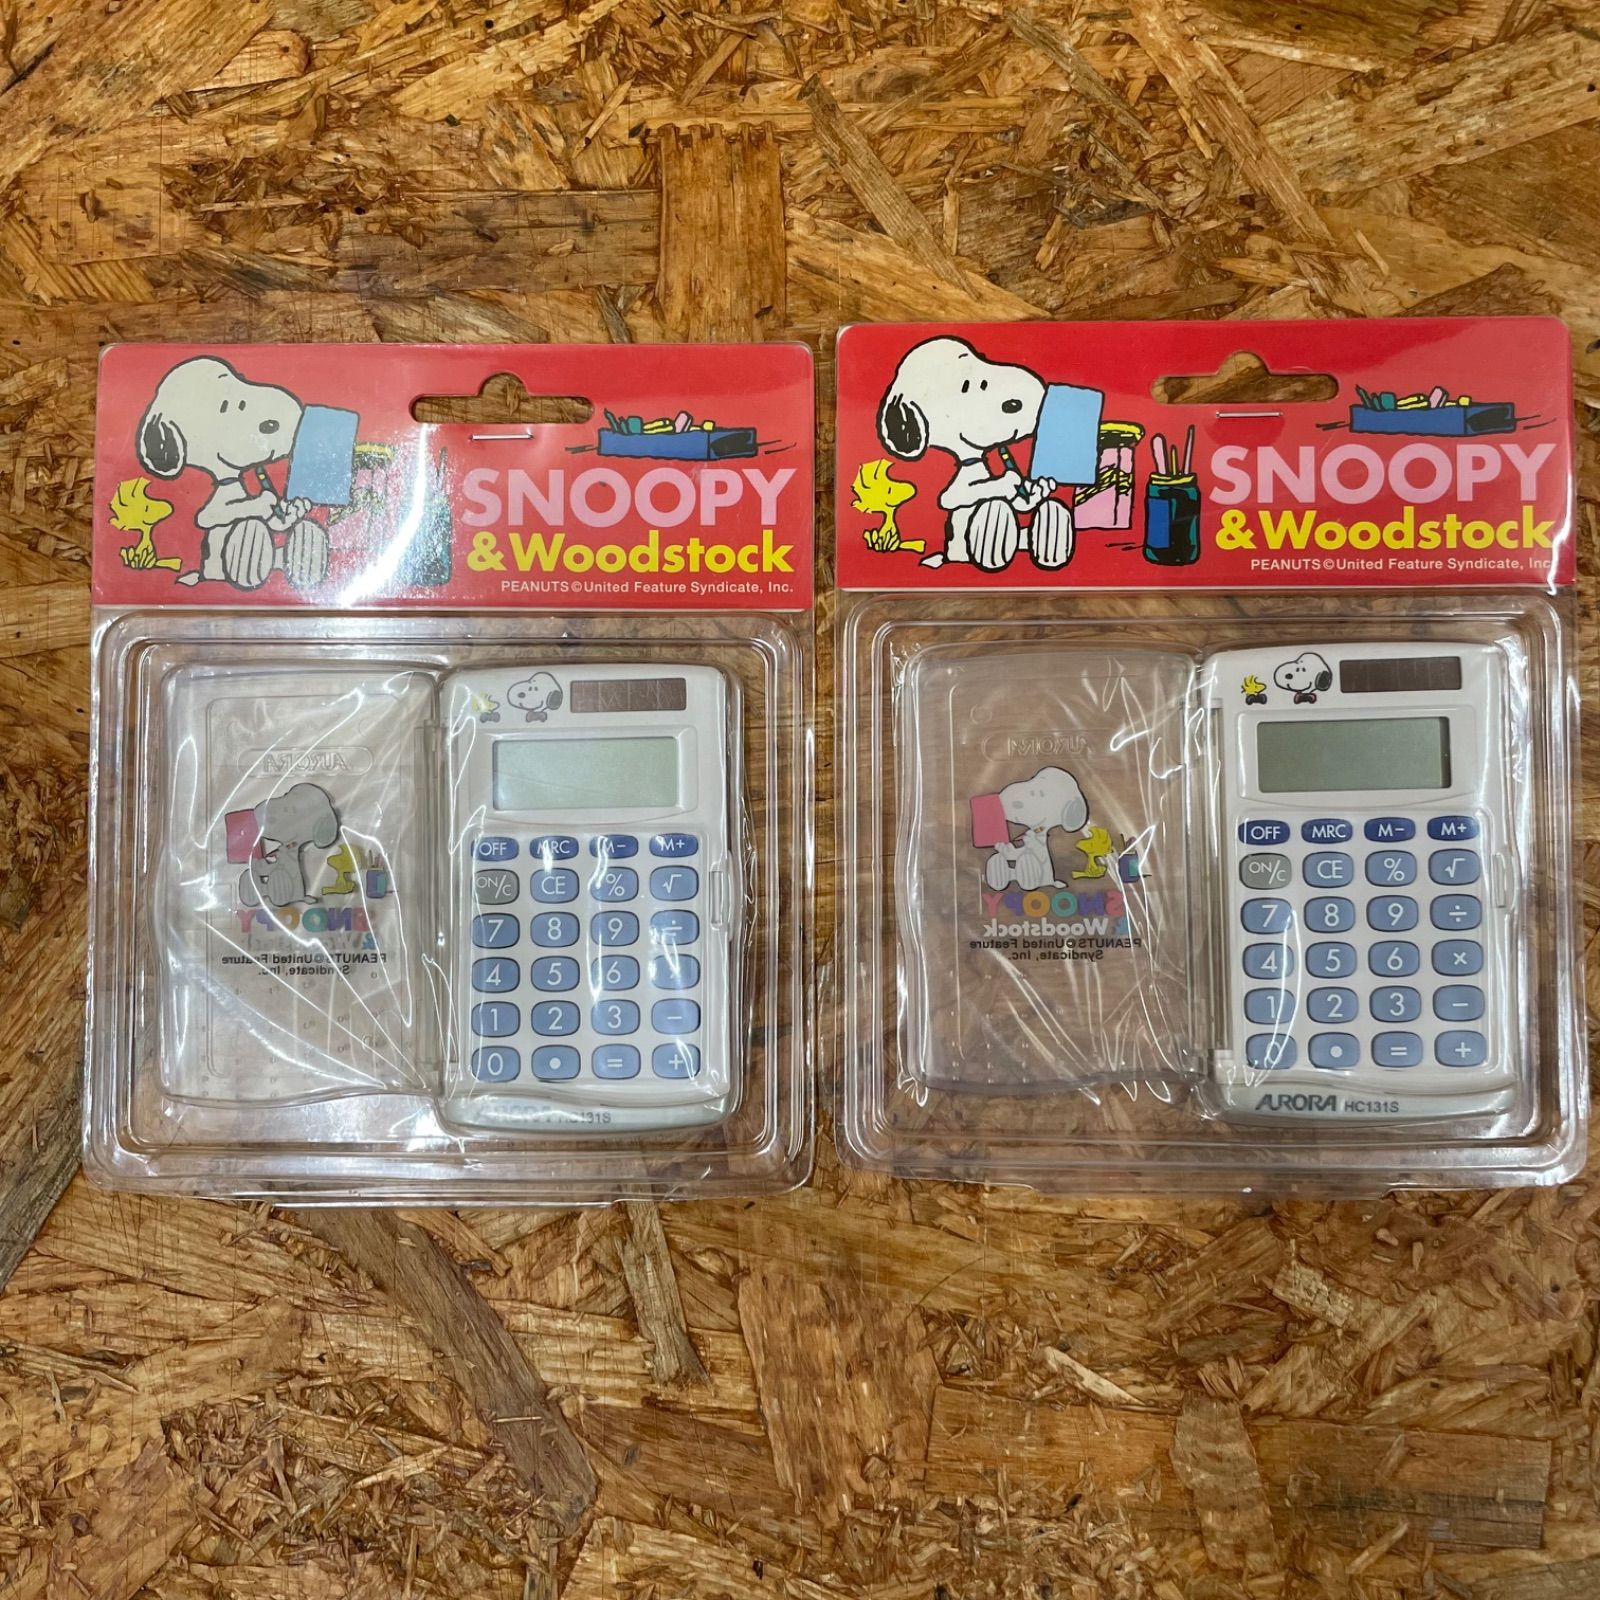 SNOOPY
& Woodstock
PEANUTS © United Feature Syndicate, Inc.
AURORA
SNOOPY
& Woodstock
PEANUTS © United Feature
Syndicate, Inc.
OFF MRC M− M+
ON/C CE % √
7 8 9 ÷
4 5 6
1 2 3 −
0 • = +
AURORA HC131S
SNOOPY
& Woodstock
PEANUTS © United Feature Syndicate, Inc
AURORA
SNOOPY
& Woodstock
PEANUTS © United Feature
Syndicate, Inc.
OFF MRC M− M+
ON/C CE % √
7 8 9 ÷
4 5 6 ×
1 2 3 −
0 • = +
AURORA HC131S